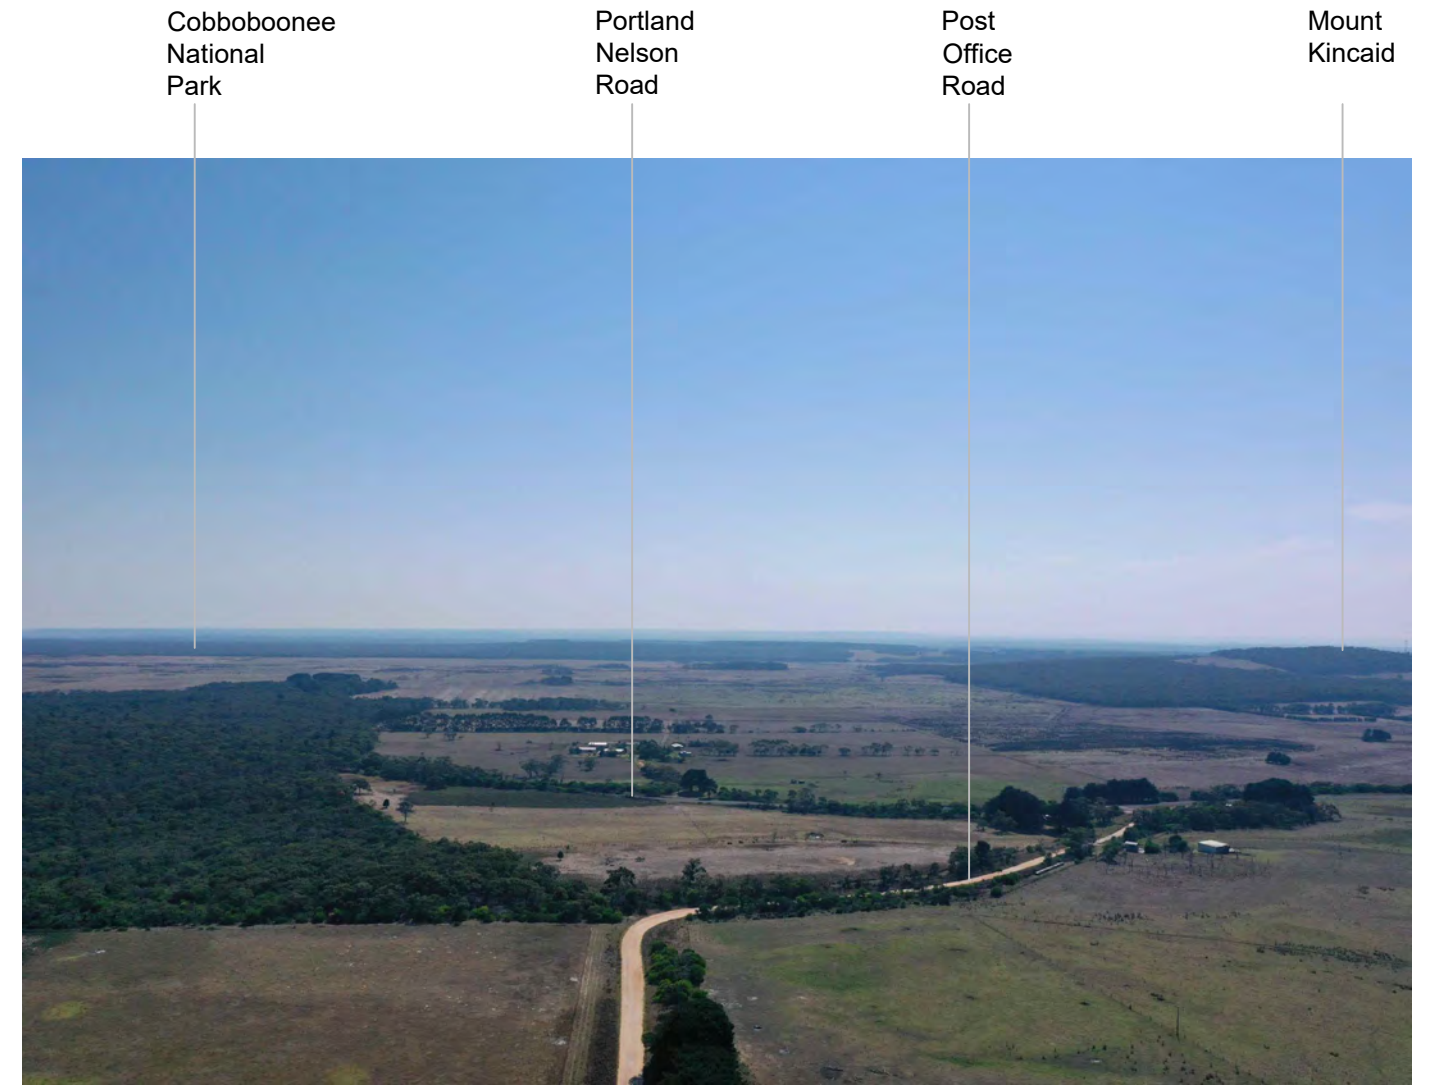 Cobboboonee
National
Park
Portland
Nelson
Road
Post
Office
Road
Mount
Kincaid